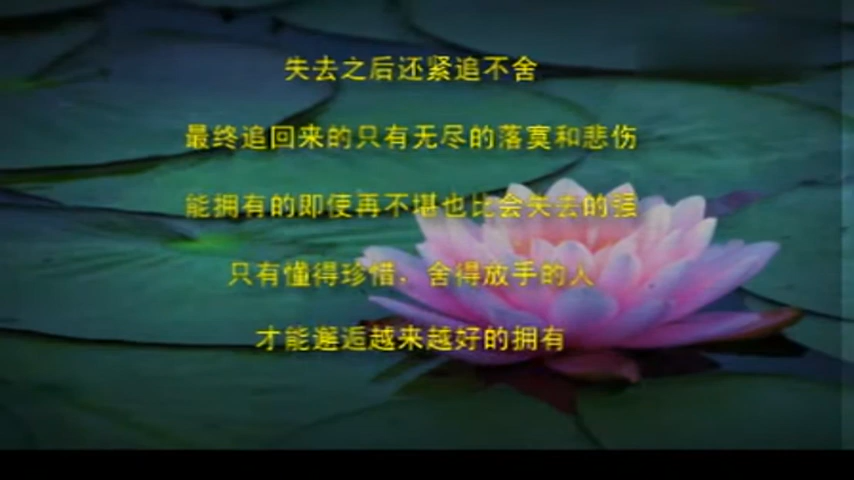 失去之后还紧追不舍
最终追回来的只有无尽的落寞和悲伤
能拥有的即使再不堪也比会失去的强
只有懂得珍惜，舍得放手的人
才能邂逅越来越好的拥有